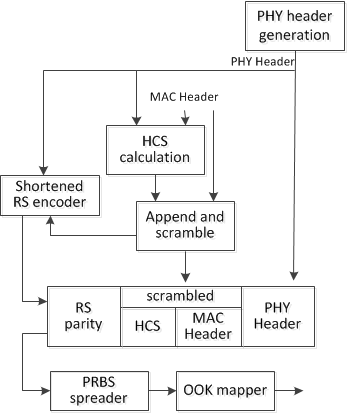 PHY header
generation
PHY Header
MAC Header
HCS
calculation
Shortened
RS encoder
Append and
scramble
RS
parity
scrambled
HCS
MAC
Header
PHY
Header
PRBS
spreader
OOK mapper